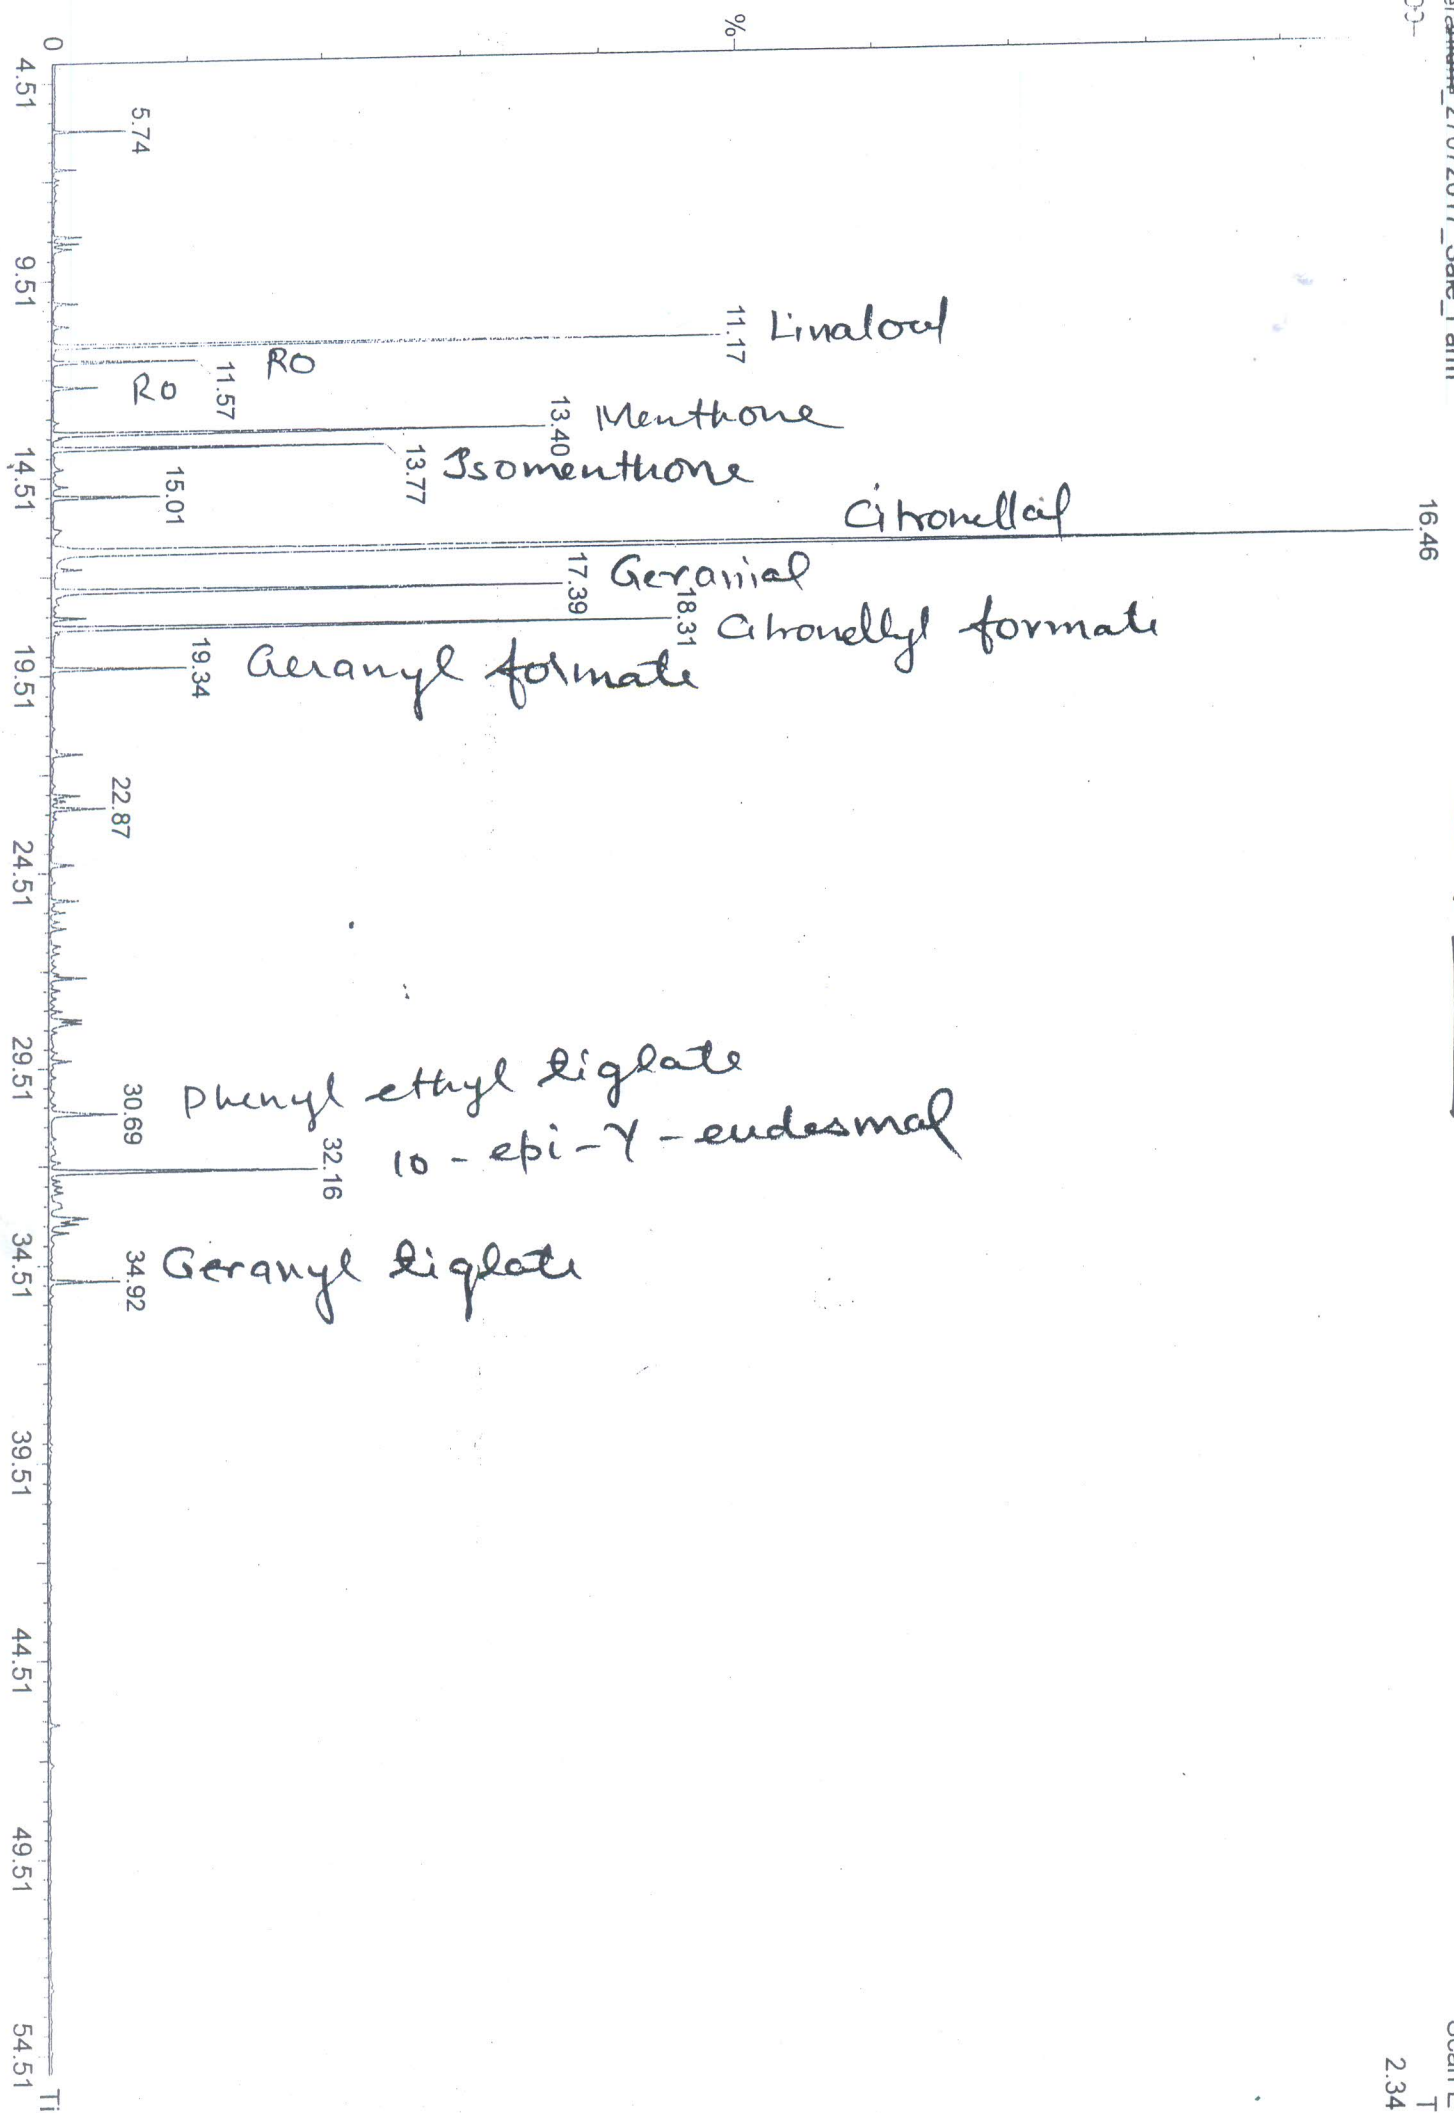 %
0
4.51
9.51
14.51
19.51
24.51
29.51
34.51
39.51
44.51
49.51
54.51
Ti
2.34
T
5.74
11.17 Linalool
RO
11.57
RO
13.40 Menthone
13.77 Isomenthone
15.01
16.46
Citronellol
17.39 Geraniol
18.31 Citronellyl formate
19.34 Geranyl formate
22.87
30.69 Phenyl ethyl tiglate
32.16 10-epi-γ-eudesmol
34.92 Geranyl tiglate